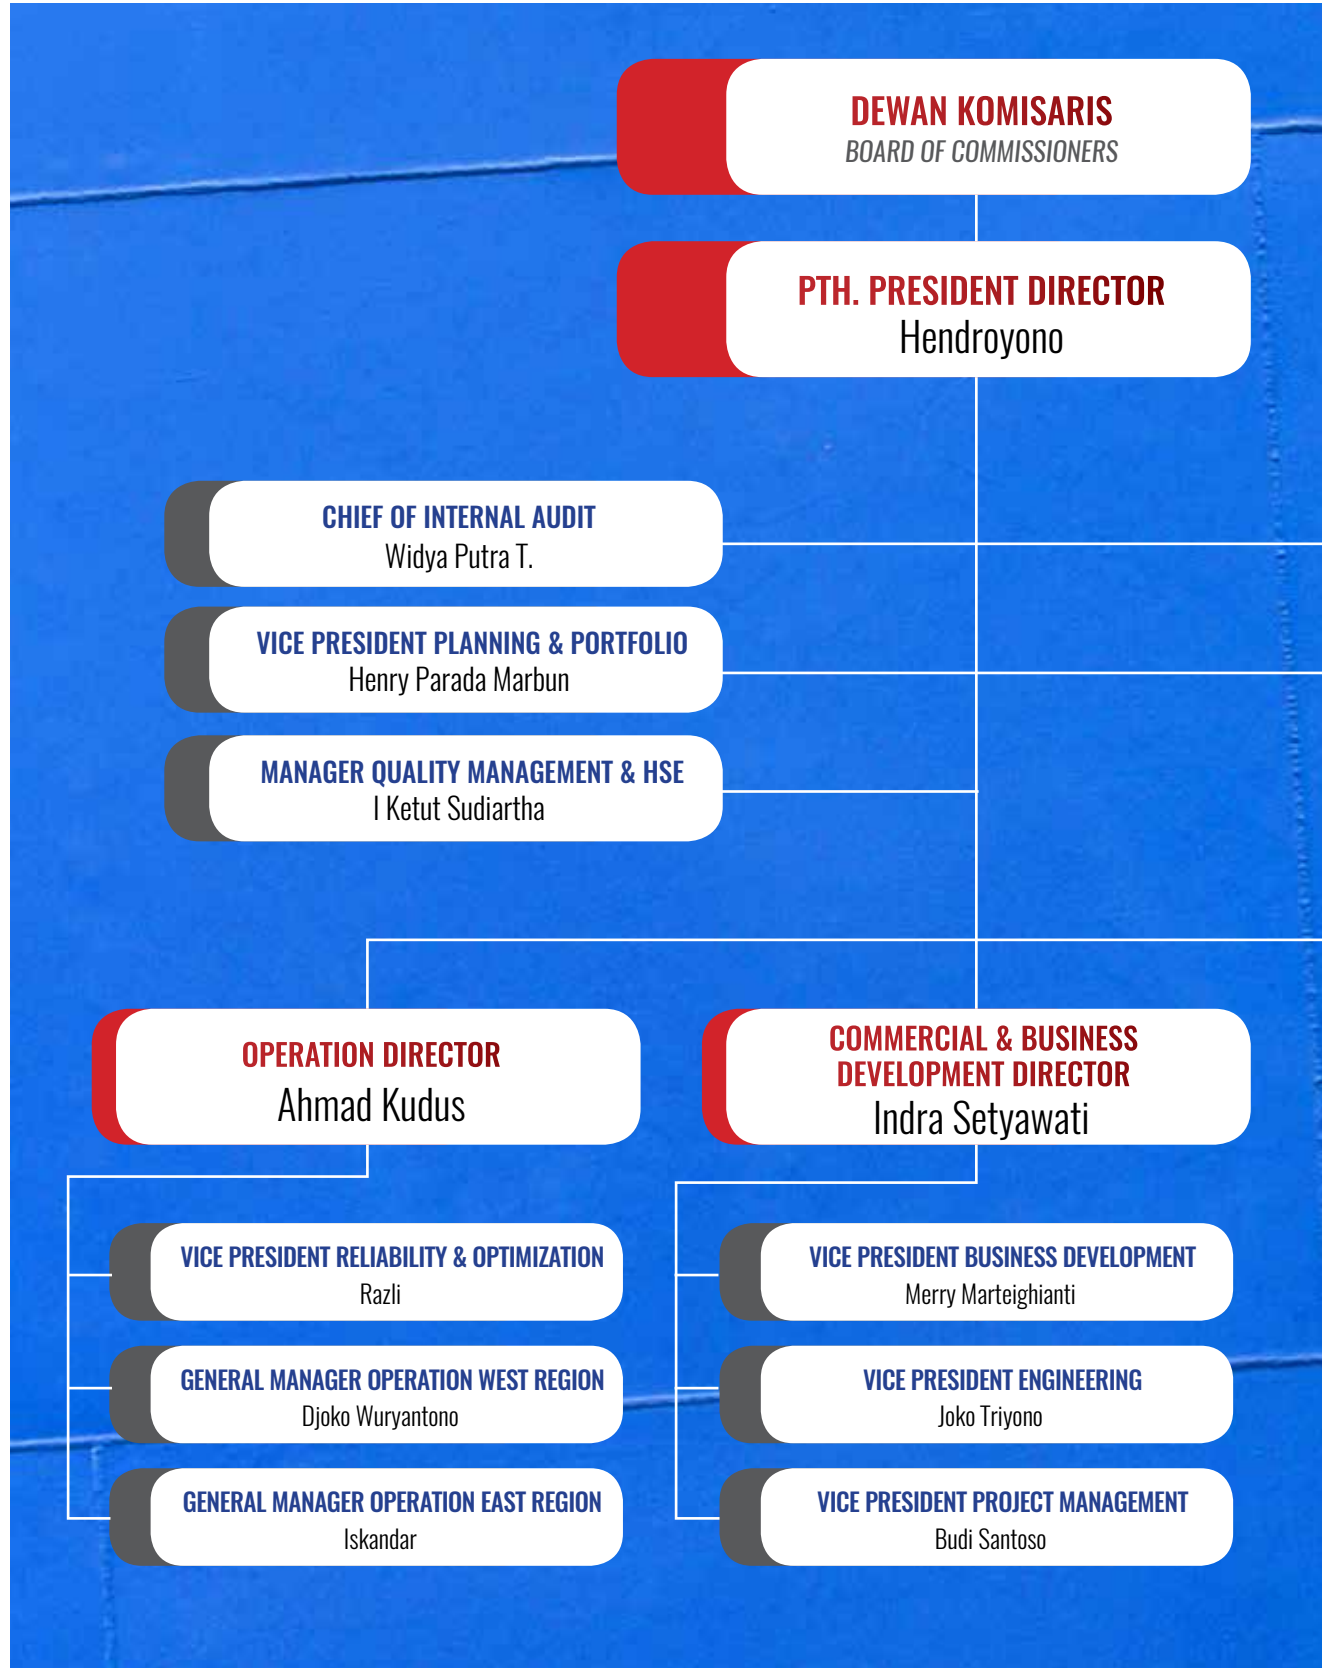 DEWAN KOMISARIS
BOARD OF COMMISSIONERS
PTH. PRESIDENT DIRECTOR
Hendroyono
CHIEF OF INTERNAL AUDIT
Widya Putra T.
VICE PRESIDENT PLANNING & PORTFOLIO
Henry Parada Marbun
MANAGER QUALITY MANAGEMENT & HSE
I Ketut Sudiartha
OPERATION DIRECTOR
Ahmad Kudus
VICE PRESIDENT RELIABILITY & OPTIMIZATION
Razli
GENERAL MANAGER OPERATION WEST REGION
Djoko Wuryantono
GENERAL MANAGER OPERATION EAST REGION
Iskandar
COMMERCIAL & BUSINESS
DEVELOPMENT DIRECTOR
Indra Setyawati
VICE PRESIDENT BUSINESS DEVELOPMENT
Merry Marteighianti
VICE PRESIDENT ENGINEERING
Joko Triyono
VICE PRESIDENT PROJECT MANAGEMENT
Budi Santoso